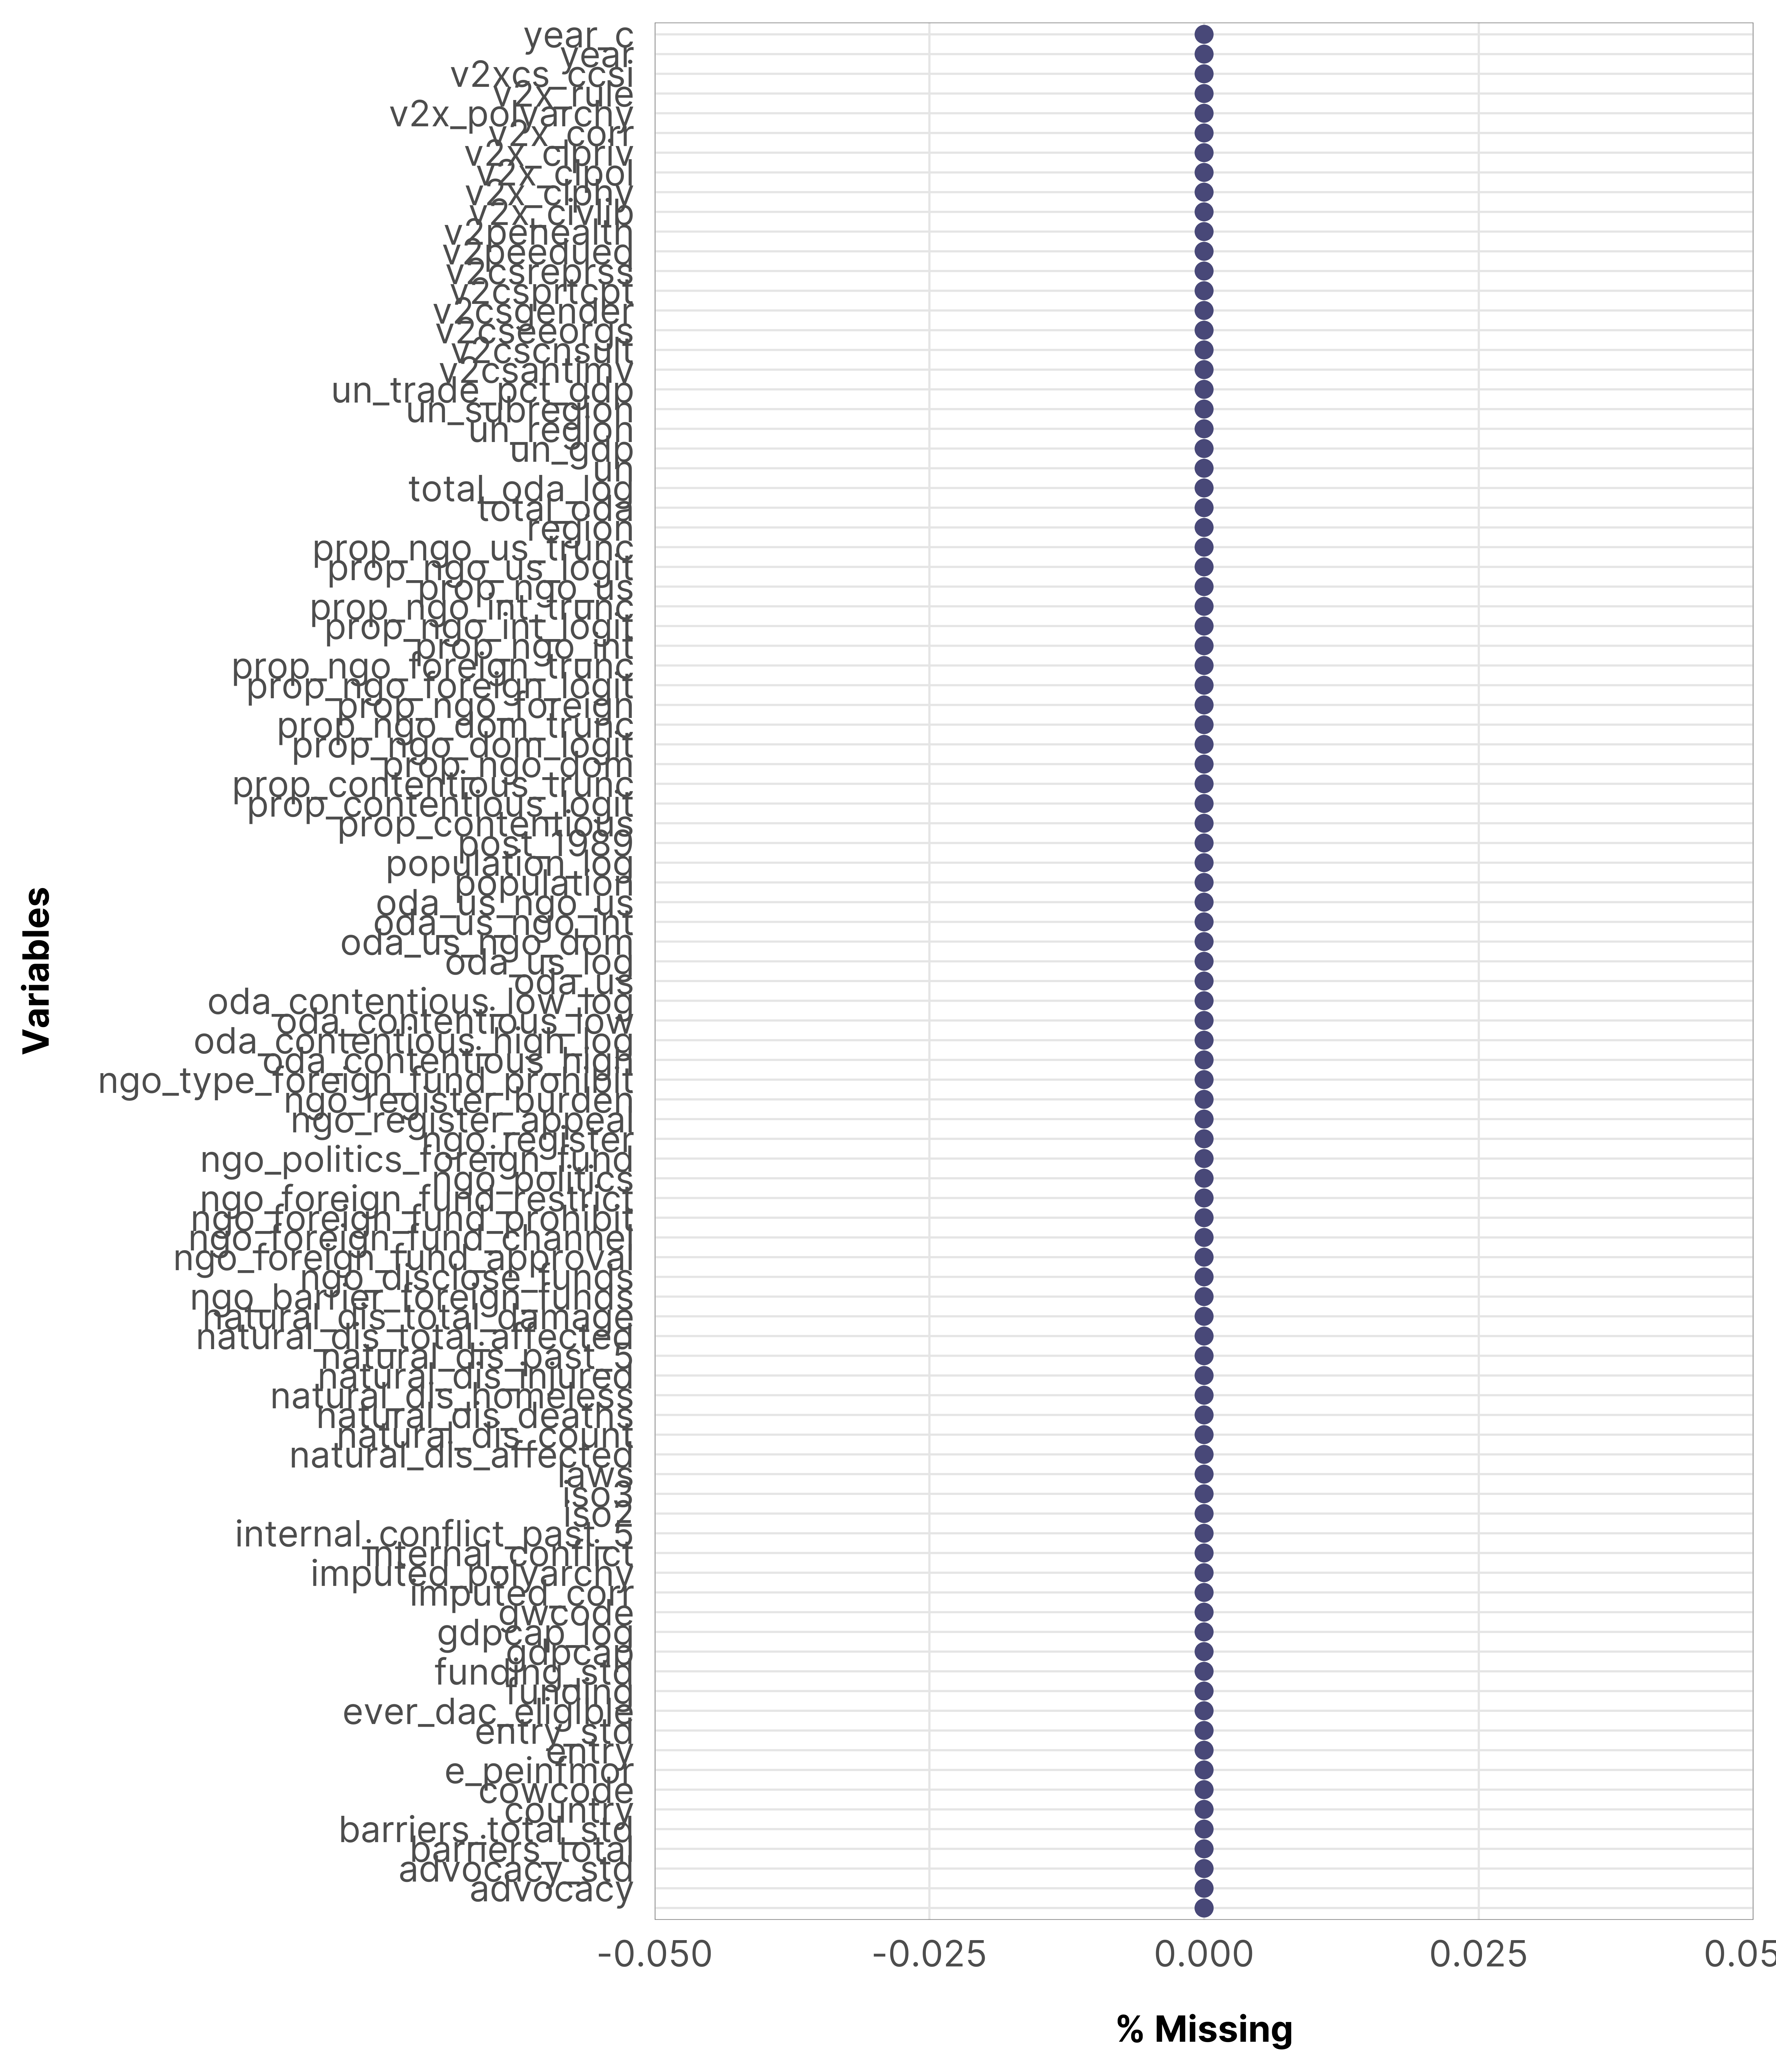 year_c
year
v2xcs_ccsi
v2x_rule
v2x_polyarchy
v2x_corr
v2x_clpriv
v2x_clpol
v2x_clphy
v2x_civlib
v2pehealth
v2peedueq
v2csreprss
v2csprtcpt
v2csgender
v2cseeorgs
v2cscnsult
v2csantimv
un_trade_pct_gdp
un_subregion
un_region
un_gdp
un
total_oda_log
total_oda
region
prop_ngo_us_trunc
prop_ngo_us_logit
prop_ngo_us
prop_ngo_int_trunc
prop_ngo_int_logit
prop_ngo_int
prop_ngo_foreign_trunc
prop_ngo_foreign_logit
prop_ngo_foreign
prop_ngo_dom_trunc
prop_ngo_dom_logit
prop_ngo_dom
prop_contentious_trunc
prop_contentious_logit
prop_contentious
post_1989
population_log
population
oda_us_ngo_us
oda_us_ngo_int
oda_us_ngo_dom
oda_us_log
oda_us
oda_contentious_low_log
oda_contentious_low
oda_contentious_high_log
oda_contentious_high
ngo_type_foreign_fund_prohibit
ngo_register_burden
ngo_register_appeal
ngo_register
ngo_politics_foreign_fund
ngo_politics
ngo_foreign_fund_restrict
ngo_foreign_fund_prohibit
ngo_foreign_fund_channel
ngo_foreign_fund_approval
ngo_disclose_funds
ngo_barrier_foreign_funds
natural_dis_total_damage
natural_dis_total_affected
natural_dis_past_5
natural_dis_injured
natural_dis_homeless
natural_dis_deaths
natural_dis_count
natural_dis_affected
laws
iso3
iso2
internal_conflict_past_5
internal_conflict
imputed_polyarchy
imputed_corr
gwcode
gdpcap_log
gdpcap
funding_std
funding
ever_dac_eligible
entry_std
entry
e_peinfmor
cowcode
country
barriers_total_std
barriers_total
advocacy_std
advocacy
Variables
-0.050
-0.025
0.000
0.025
0.05
% Missing